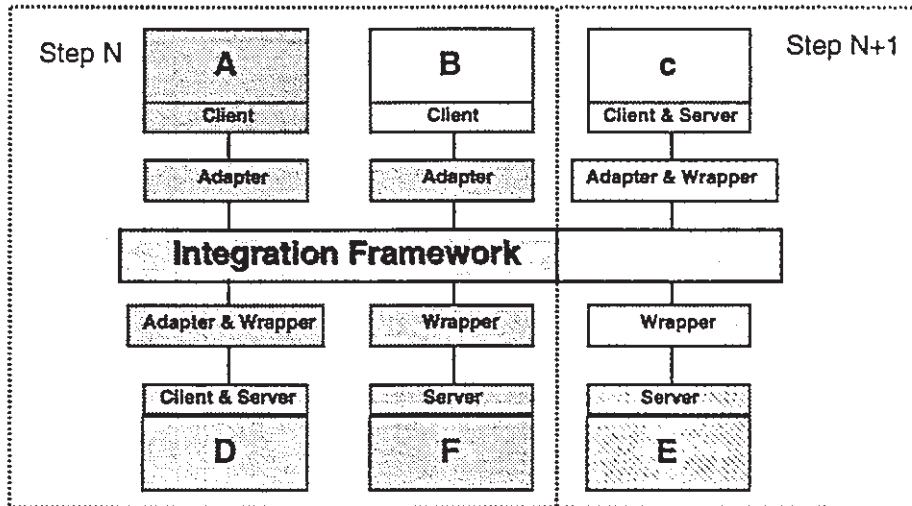 Step N
A
B
c
Step N+1
Client
Client
Client & Server
Adapter
Adapter
Adapter & Wrapper
Integration Framework
Adapter & Wrapper
Wrapper
Wrapper
Client & Server
Server
Server
D
F
E